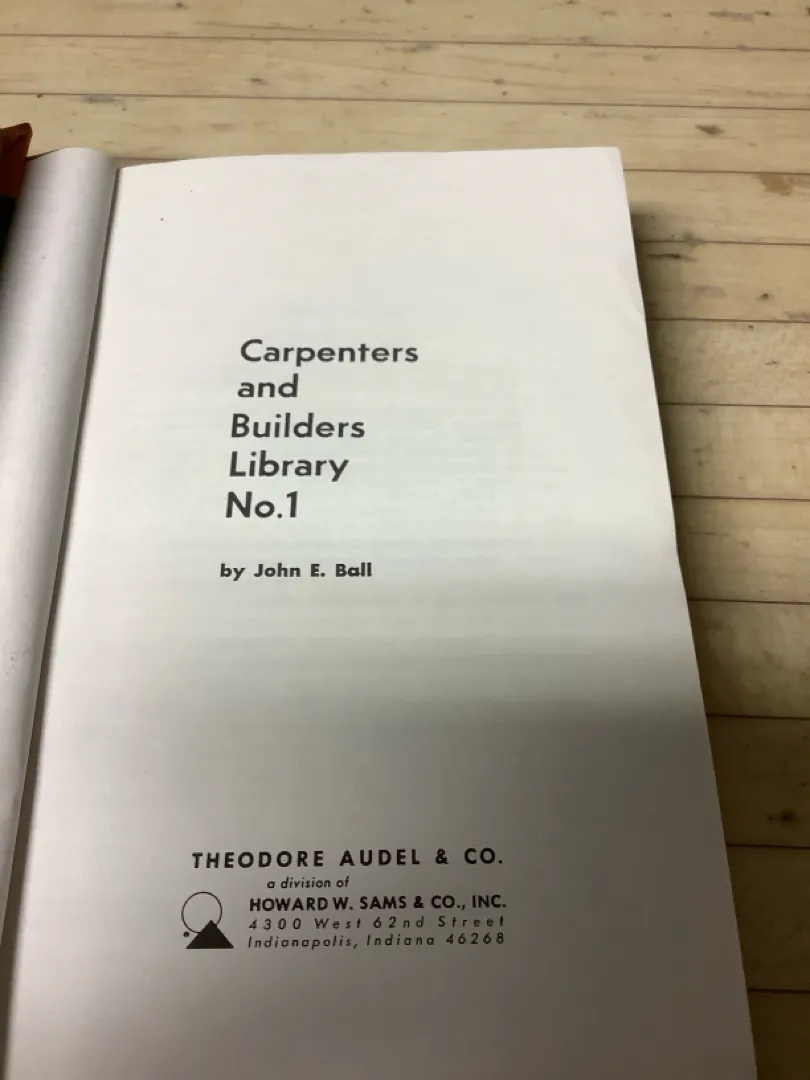 Carpenters
and
Builders
Library
No.1
by John E. Ball
THEODORE AUDEL & CO.
a division of
HOWARD W. SAMS & CO., INC.
4300 West 62nd Street
Indianapolis, Indiana 46268